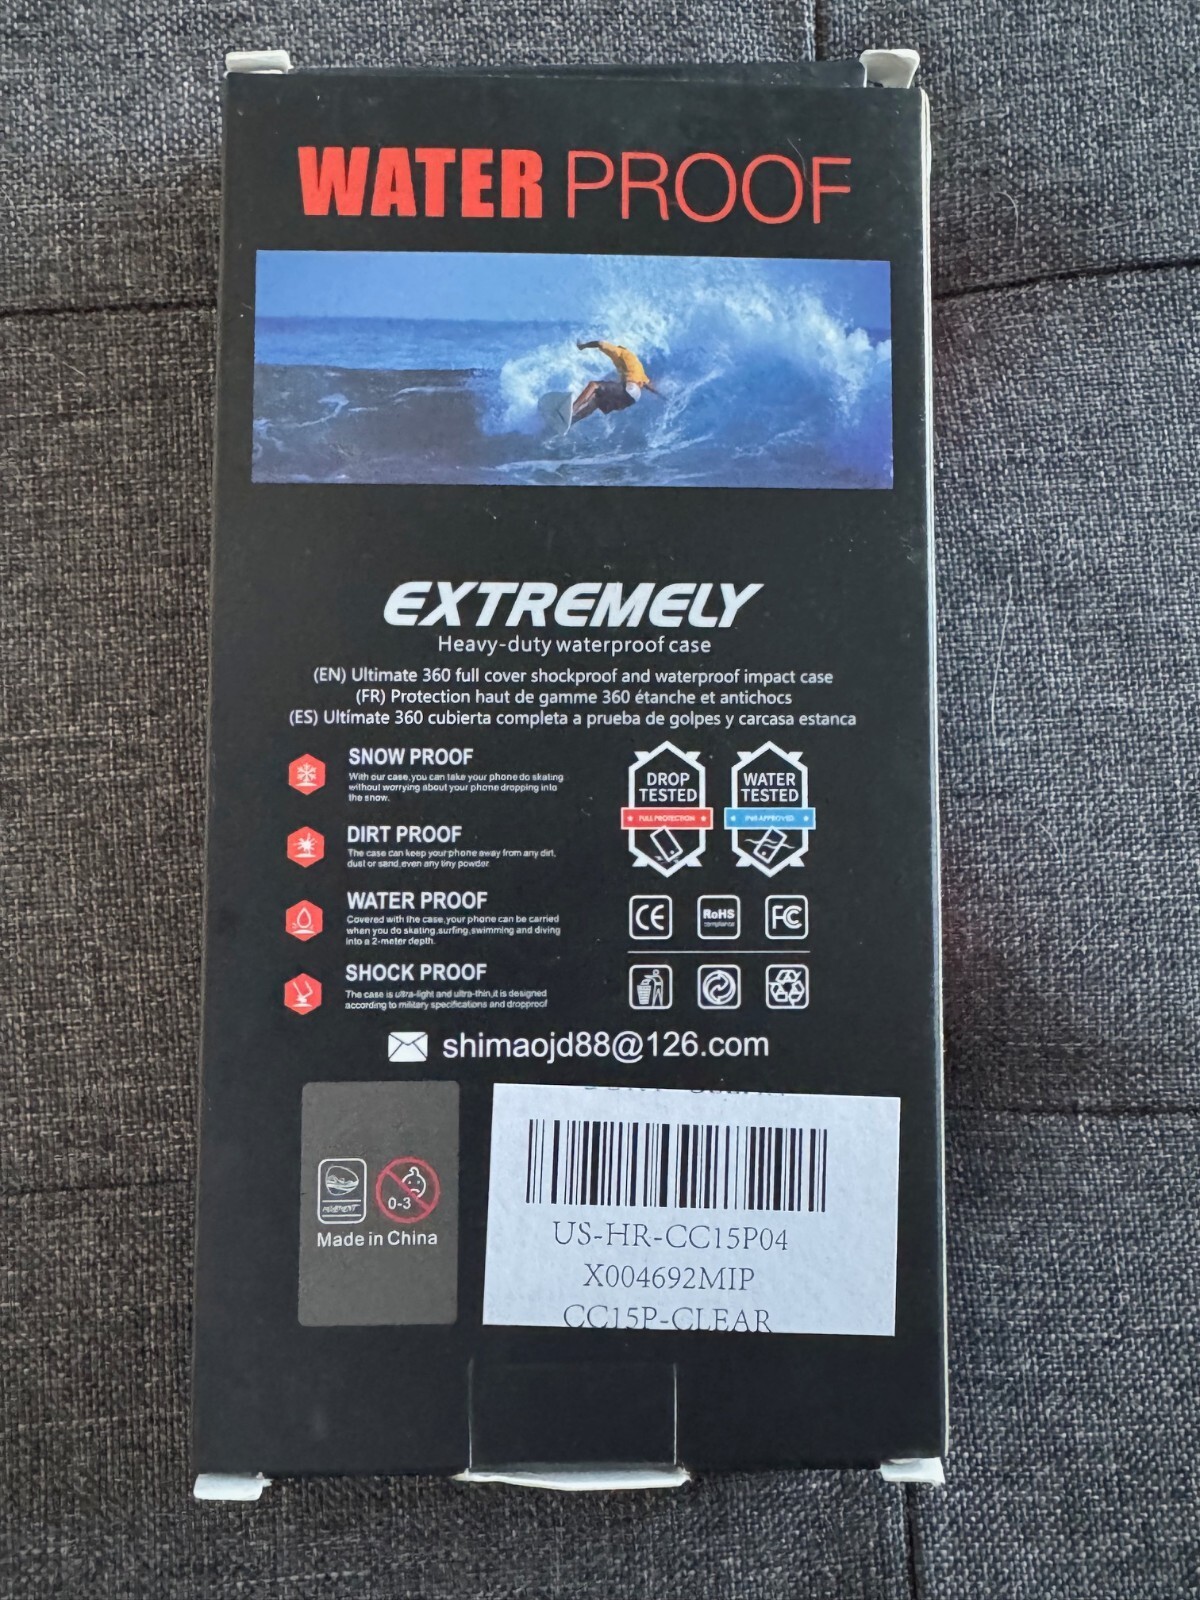 WATER PROOF
EXTREMELY
Heavy-duty waterproof case
(EN) Ultimate 360 full cover shockproof and waterproof impact case
(FR) Protection haut de gamme 360 étanche et antichocs
(ES) Ultímate 360 cubierta completa a prueba de golpes y carcasa estanca
SNOW PROOF
With our case,you can take your phone do skating
without worrying about your phone dropping into
the snow.
DIRT PROOF
The case can keep your phone away from any dirt,
dust or sand,even any tiny powder
WATER PROOF
Covered with the case,your phone can be carried
when you do skating,surfing,swimming and diving
into a 2-meter depth.
SHOCK PROOF
The case is ultra-light and ultra-thin,it is designed
according to military specifications and dropproof
DROP
TESTED
FULL PROTECTION
WATER
TESTED
IP68 APPROVED
CE
RoHS
compliance
FC
shimaojd88@126.com
0-3
Made in China
US-HR-CC15P04
X004692MIP
CC15P-CLEAR